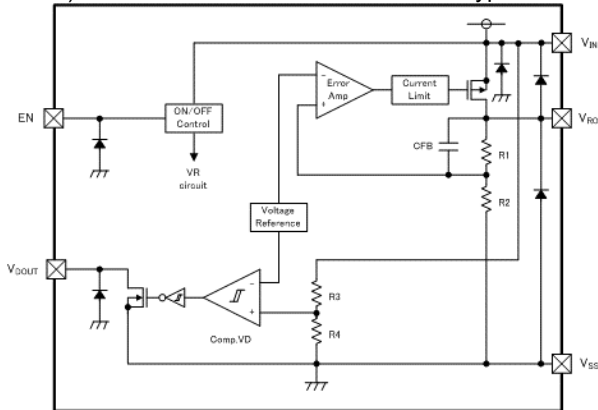 VIN
Error
Amp
Current
Limit
EN
ON/OFF
Control
VRO
CFB
R1
VR
circuit
R2
Voltage
Reference
VDOUT
R3
R4
Comp.VD
VSS